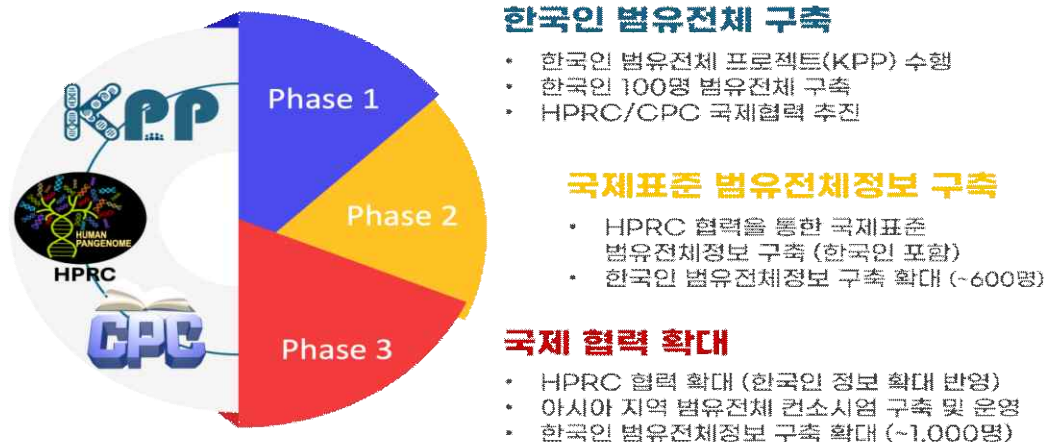 한국인 범유전체 구축
• 한국인 범유전체 프로젝트(KPP) 수행
• 한국인 100명 범유전체 구축
• HPRC/CPC 국제협력 추진
Phase 1
KPP
국제표준 범유전체정보 구축
• HPRC 협력을 통한 국제표준
범유전체정보 구축 (한국인 포함)
• 한국인 범유전체정보 구축 확대 (~600명)
Phase 2
HUMAN
PANGENOME
HPRC
CPC
Phase 3
국제 협력 확대
• HPRC 협력 확대 (한국인 정보 확대 반영)
• 아시아 지역 범유전체 컨소시엄 구축 및 운영
• 한국인 범유전체정보 구축 확대 (~1,000명)